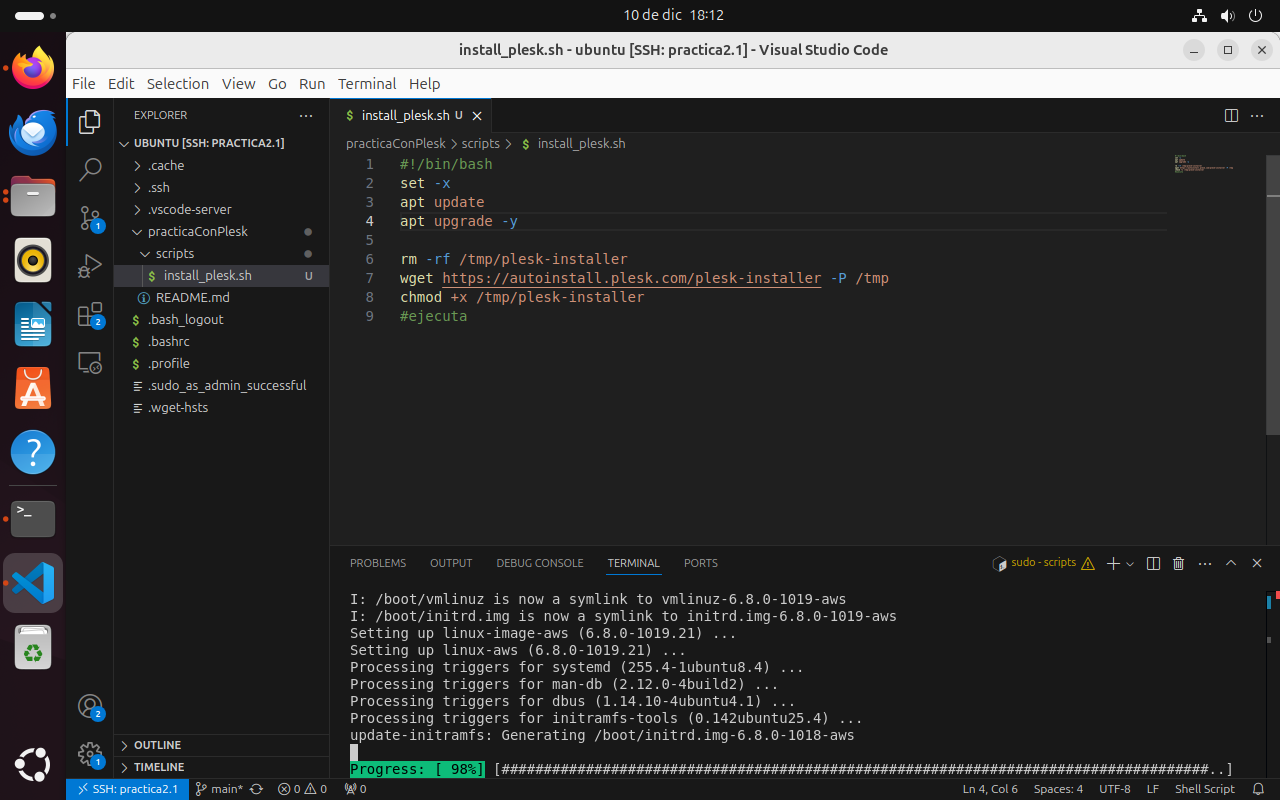 10 de dic 18:12
install_plesk.sh - ubuntu [SSH: practica2.1] - Visual Studio Code
File Edit Selection View Go Run Terminal Help
EXPLORER
UBUNTU [SSH: PRACTICA2.1]
.cache
.ssh
.vscode-server
practicaConPlesk
scripts
$ install_plesk.sh U
README.md
$ .bash_logout
$ .bashrc
$ .profile
.sudo_as_admin_successful
.wget-hsts
OUTLINE
TIMELINE
1
2
2
1
$ install_plesk.sh U
practicaConPlesk > scripts > $ install_plesk.sh
1 #!/bin/bash
2 set -x
3 apt update
4 apt upgrade -y
5
6 rm -rf /tmp/plesk-installer
7 wget https://autoinstall.plesk.com/plesk-installer -P /tmp
8 chmod +x /tmp/plesk-installer
9 #ejecuta
PROBLEMS OUTPUT DEBUG CONSOLE TERMINAL PORTS
sudo - scripts
I: /boot/vmlinuz is now a symlink to vmlinuz-6.8.0-1019-aws
I: /boot/initrd.img is now a symlink to initrd.img-6.8.0-1019-aws
Setting up linux-image-aws (6.8.0-1019.21) ...
Setting up linux-aws (6.8.0-1019.21) ...
Processing triggers for systemd (255.4-1ubuntu8.4) ...
Processing triggers for man-db (2.12.0-4build2) ...
Processing triggers for dbus (1.14.10-4ubuntu4.1) ...
Processing triggers for initramfs-tools (0.142ubuntu25.4) ...
update-initramfs: Generating /boot/initrd.img-6.8.0-1018-aws
Progress: [ 98%] [####################################################################################..]
SSH: practica2.1 main* 0 0 0 Ln 4, Col 6 Spaces: 4 UTF-8 LF Shell Script